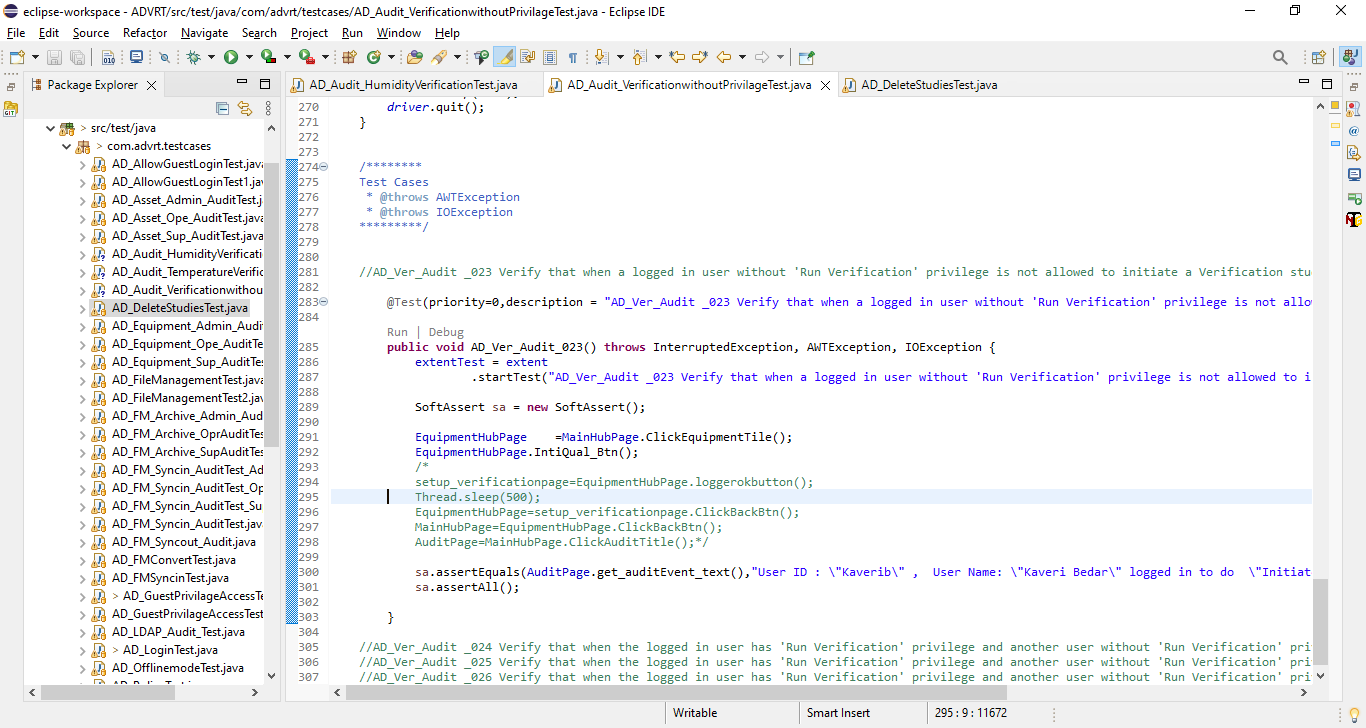 eclipse-workspace - ADVRT/src/test/java/com/advrt/testcases/AD_Audit_VerificationwithoutPrivilageTest.java - Eclipse IDE
File Edit Source Refactor Navigate Search Project Run Window Help
Package Explorer
AD_Audit_HumidityVerificationTest.java AD_Audit_VerificationwithoutPrivilageTest.java AD_DeleteStudiesTest.java
> src/test/java
> com.advrt.testcases
AD_AllowGuestLoginTest.java
AD_AllowGuestLoginTest1.jav
AD_Asset_Admin_AuditTest.j
AD_Asset_Ope_AuditTest.java
AD_Asset_Sup_AuditTest.java
AD_Audit_HumidityVerificati
AD_Audit_TemperatureVerific
AD_Audit_Verificationwithou
AD_DeleteStudiesTest.java
AD_Equipment_Admin_Audit
AD_Equipment_Ope_AuditTe
AD_Equipment_Sup_AuditTe
AD_FileManagementTest.java
AD_FileManagementTest2.jav
AD_FM_Archive_Admin_Aud
AD_FM_Archive_OprAuditTes
AD_FM_Archive_SupAuditTes
AD_FM_Syncin_AuditTest_Ad
AD_FM_Syncin_AuditTest_Op
AD_FM_Syncin_AuditTest_Su
AD_FM_Syncin_AuditTest.jav
AD_FM_Syncout_Audit.java
AD_FMConvertTest.java
AD_FMSyncinTest.java
> AD_GuestPrivilageAccessTe
AD_GuestPrivilageAccessTest
AD_LDAP_Audit_Test.java
> AD_LoginTest.java
AD_OfflinemodeTest.java
270 driver.quit();
271 }
272
273
274 /********
275 Test Cases
276 * @throws AWTException
277 * @throws IOException
278 *********/
279
280
281 //AD_Ver_Audit _023 Verify that when a logged in user without 'Run Verification' privilege is not allowed to initiate a Verification stu
282
283 @Test(priority=0,description = "AD_Ver_Audit _023 Verify that when a logged in user without 'Run Verification' privilege is not allo
284
Run | Debug
285 public void AD_Ver_Audit_023() throws InterruptedException, AWTException, IOException {
286 extentTest = extent
287 .startTest("AD_Ver_Audit _023 Verify that when a logged in user without 'Run Verification' privilege is not allowed to i
288
289 SoftAssert sa = new SoftAssert();
290
291 EquipmentHubPage =MainHubPage.ClickEquipmentTile();
292 EquipmentHubPage.IntiQual_Btn();
293 /*
294 setup_verificationpage=EquipmentHubPage.loggerokbutton();
295 Thread.sleep(500);
296 EquipmentHubPage=setup_verificationpage.ClickBackBtn();
297 MainHubPage=EquipmentHubPage.ClickBackBtn();
298 AuditPage=MainHubPage.ClickAuditTitle();*/
299
300 sa.assertEquals(AuditPage.get_auditEvent_text(),"User ID : \"Kaverib\" , User Name: \"Kaveri Bedar\" logged in to do \"Initiat
301 sa.assertAll();
302
303 }
304
305 //AD_Ver_Audit _024 Verify that when the logged in user has 'Run Verification' privilege and another user without 'Run Verification' pri
306 //AD_Ver_Audit _025 Verify that when the logged in user has 'Run Verification' privilege and another user without 'Run Verification' pri
307 //AD_Ver_Audit _026 Verify that when the logged in user has 'Run Verification' privilege and another user without 'Run Verification' pri
Writable Smart Insert 295 : 9 : 11672